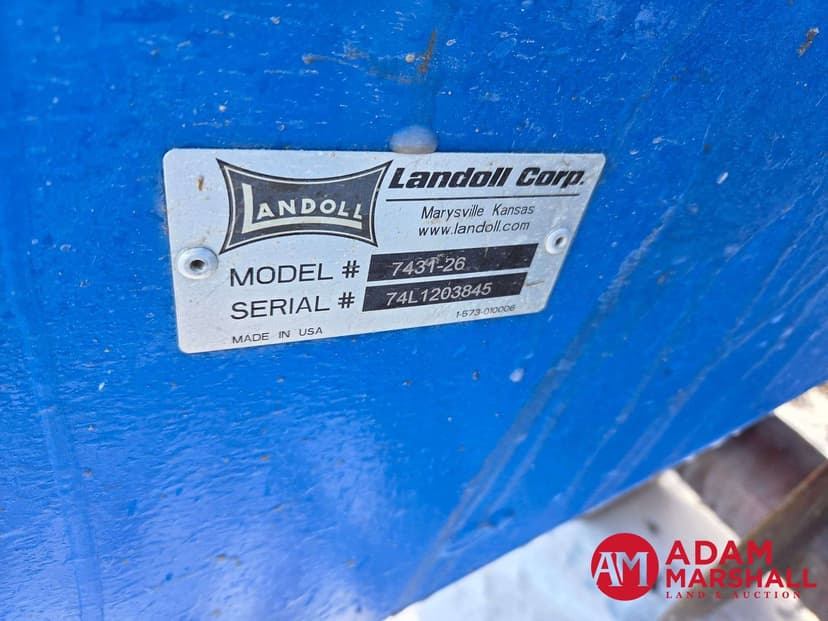 LANDOLL
Landoll Corp.
Marysville Kansas
www.landoll.com
MODEL # 7431-26
SERIAL # 74L1203845
1-573-010006
MADE IN USA
AM ADAM
MARSHALL
LAND & AUCTION